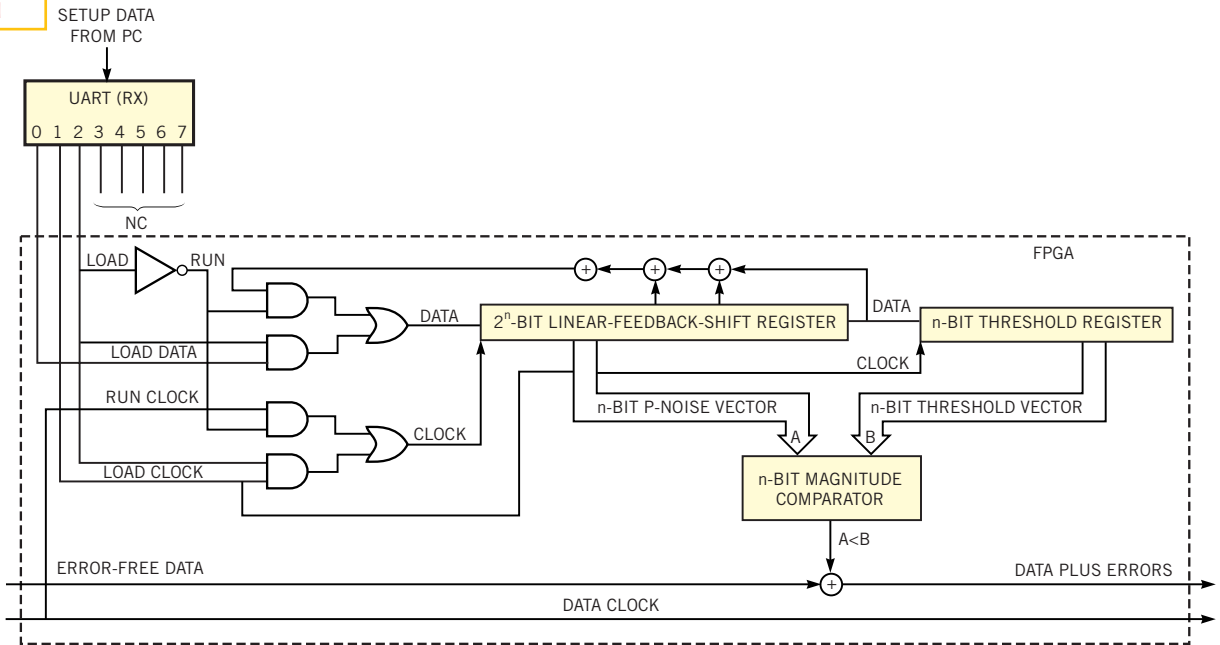 SETUP DATA
FROM PC
UART (RX)
0 1 2 3 4 5 6 7
NC
FPGA
LOAD
RUN
DATA
2ⁿ-BIT LINEAR-FEEDBACK-SHIFT REGISTER
DATA
n-BIT THRESHOLD REGISTER
LOAD DATA
CLOCK
RUN CLOCK
n-BIT P-NOISE VECTOR
n-BIT THRESHOLD VECTOR
CLOCK
A
B
LOAD CLOCK
n-BIT MAGNITUDE
COMPARATOR
A<B
ERROR-FREE DATA
DATA PLUS ERRORS
DATA CLOCK